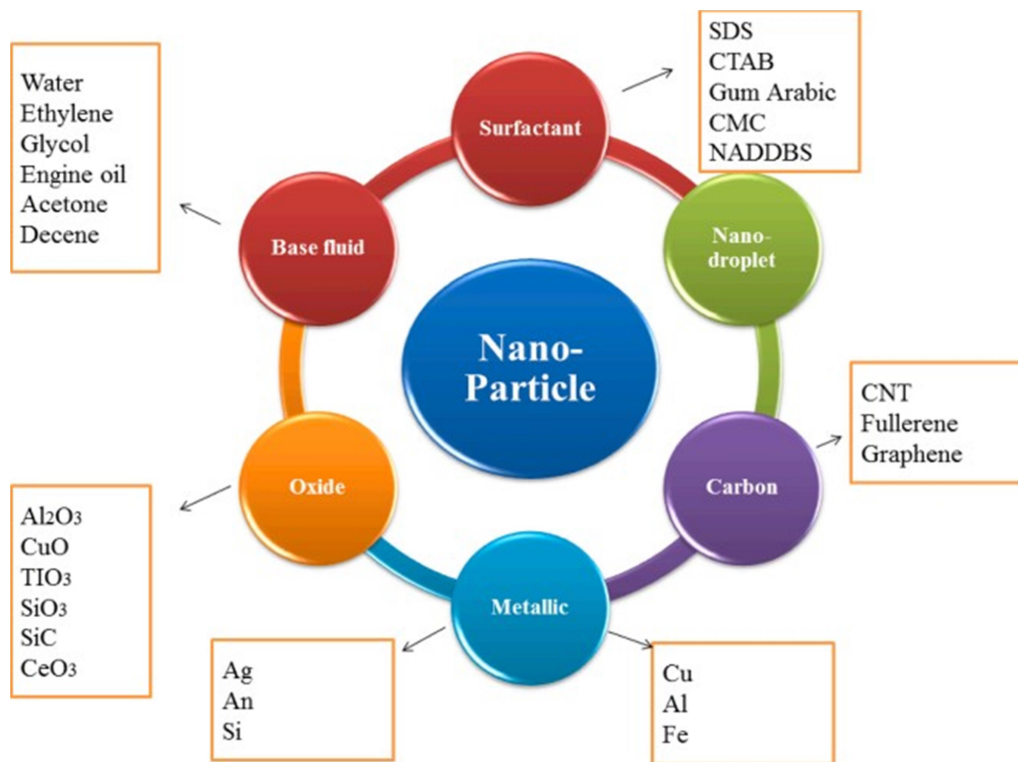 SDS
CTAB
Gum Arabic
CMC
NADDBS
Water
Ethylene
Glycol
Engine oil
Acetone
Decene
Surfactant
Base fluid
Nano-
droplet
Nano-
Particle
CNT
Fullerene
Graphene
Oxide
Carbon
Al2O3
CuO
TIO3
SiO3
SiC
CeO3
Metallic
Ag
An
Si
Cu
Al
Fe